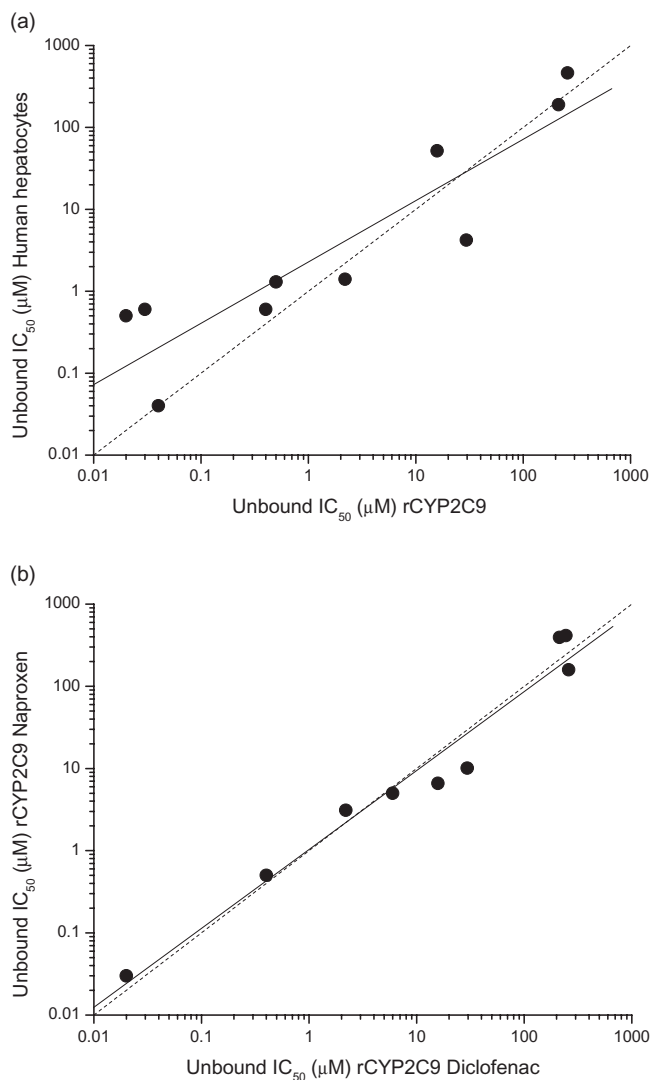 (a)
1000
100
10
1
0.1
0.01
Unbound IC50 (μM) Human hepatocytes
0.01 0.1 1 10 100 1000
Unbound IC50 (μM) rCYP2C9
(b)
1000
100
10
1
0.1
0.01
Unbound IC50 (μM) rCYP2C9 Naproxen
0.01 0.1 1 10 100 1000
Unbound IC50 (μM) rCYP2C9 Diclofenac